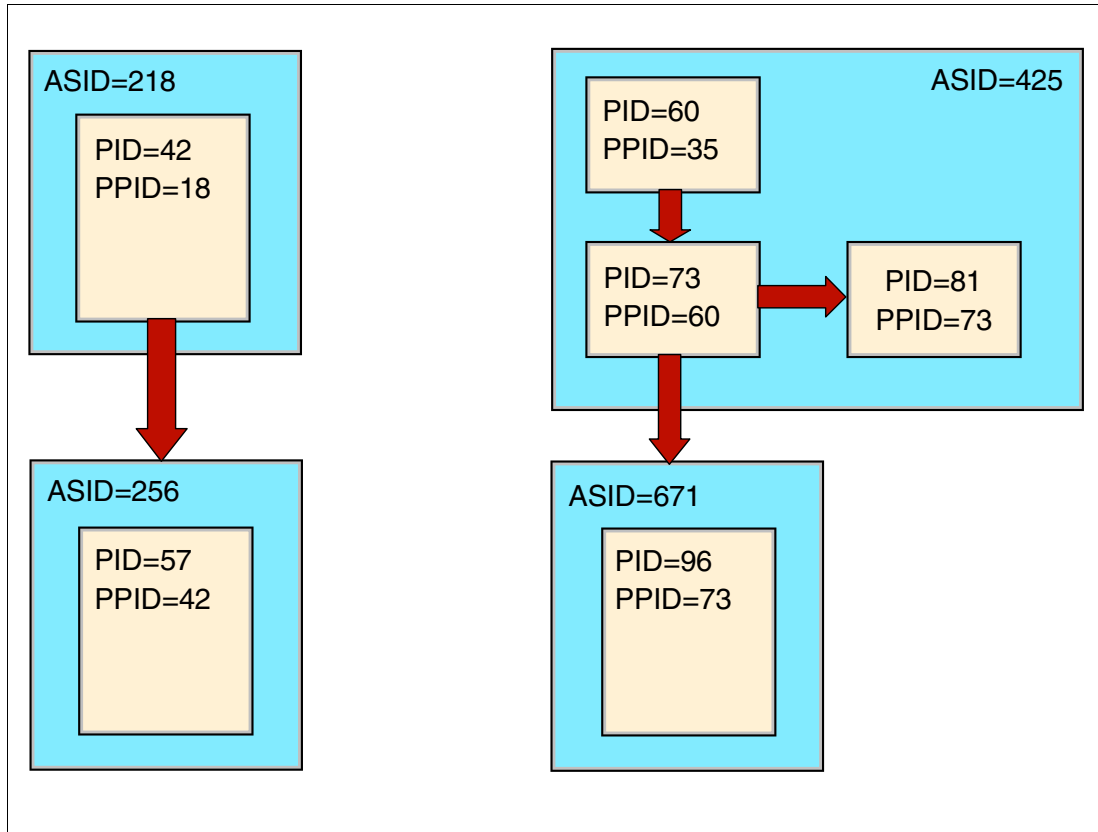 ASID=218
PID=42
PPID=18
ASID=256
PID=57
PPID=42
ASID=425
PID=60
PPID=35
PID=73
PPID=60
PID=81
PPID=73
ASID=671
PID=96
PPID=73